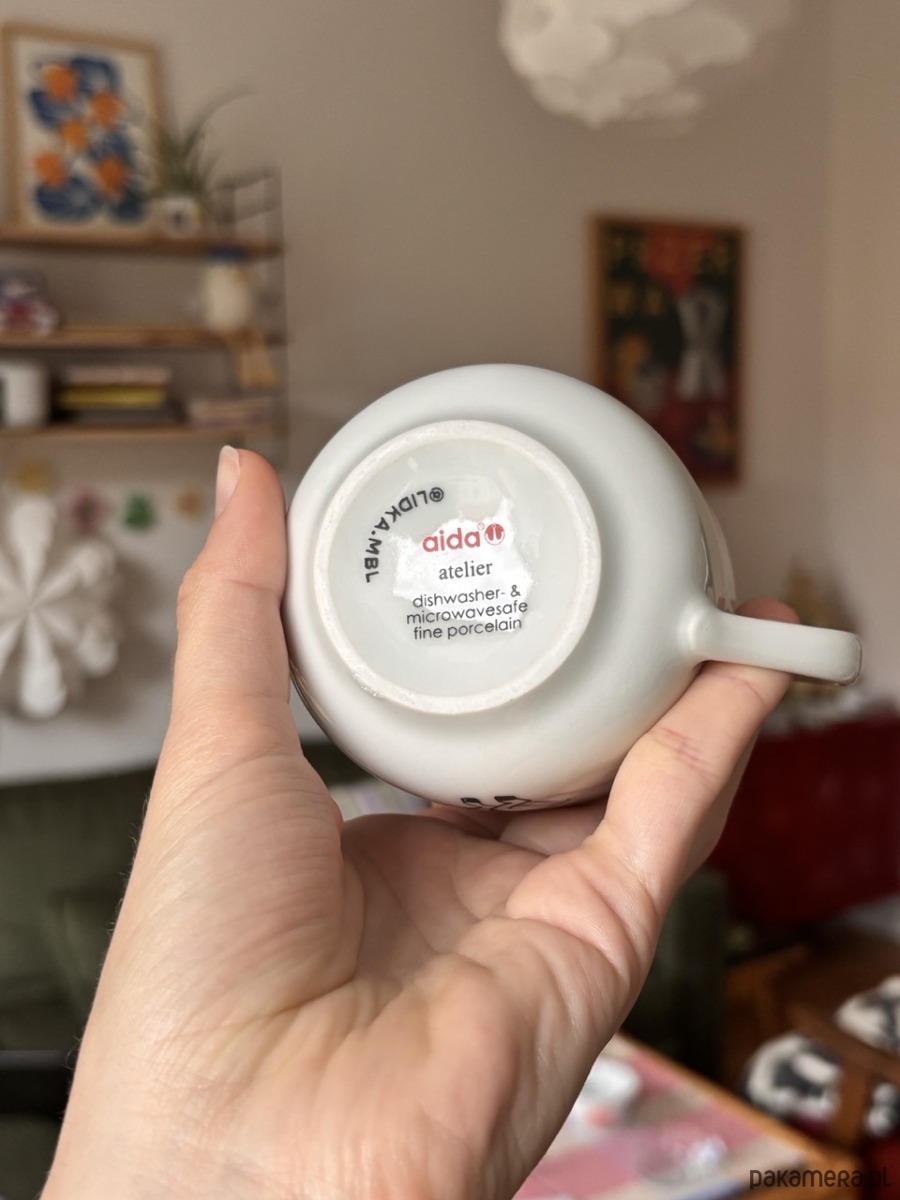 @LIDKA.MBL
aida
atelier
dishwasher- &
microwavesafe
fine porcelain
pakamera.pl